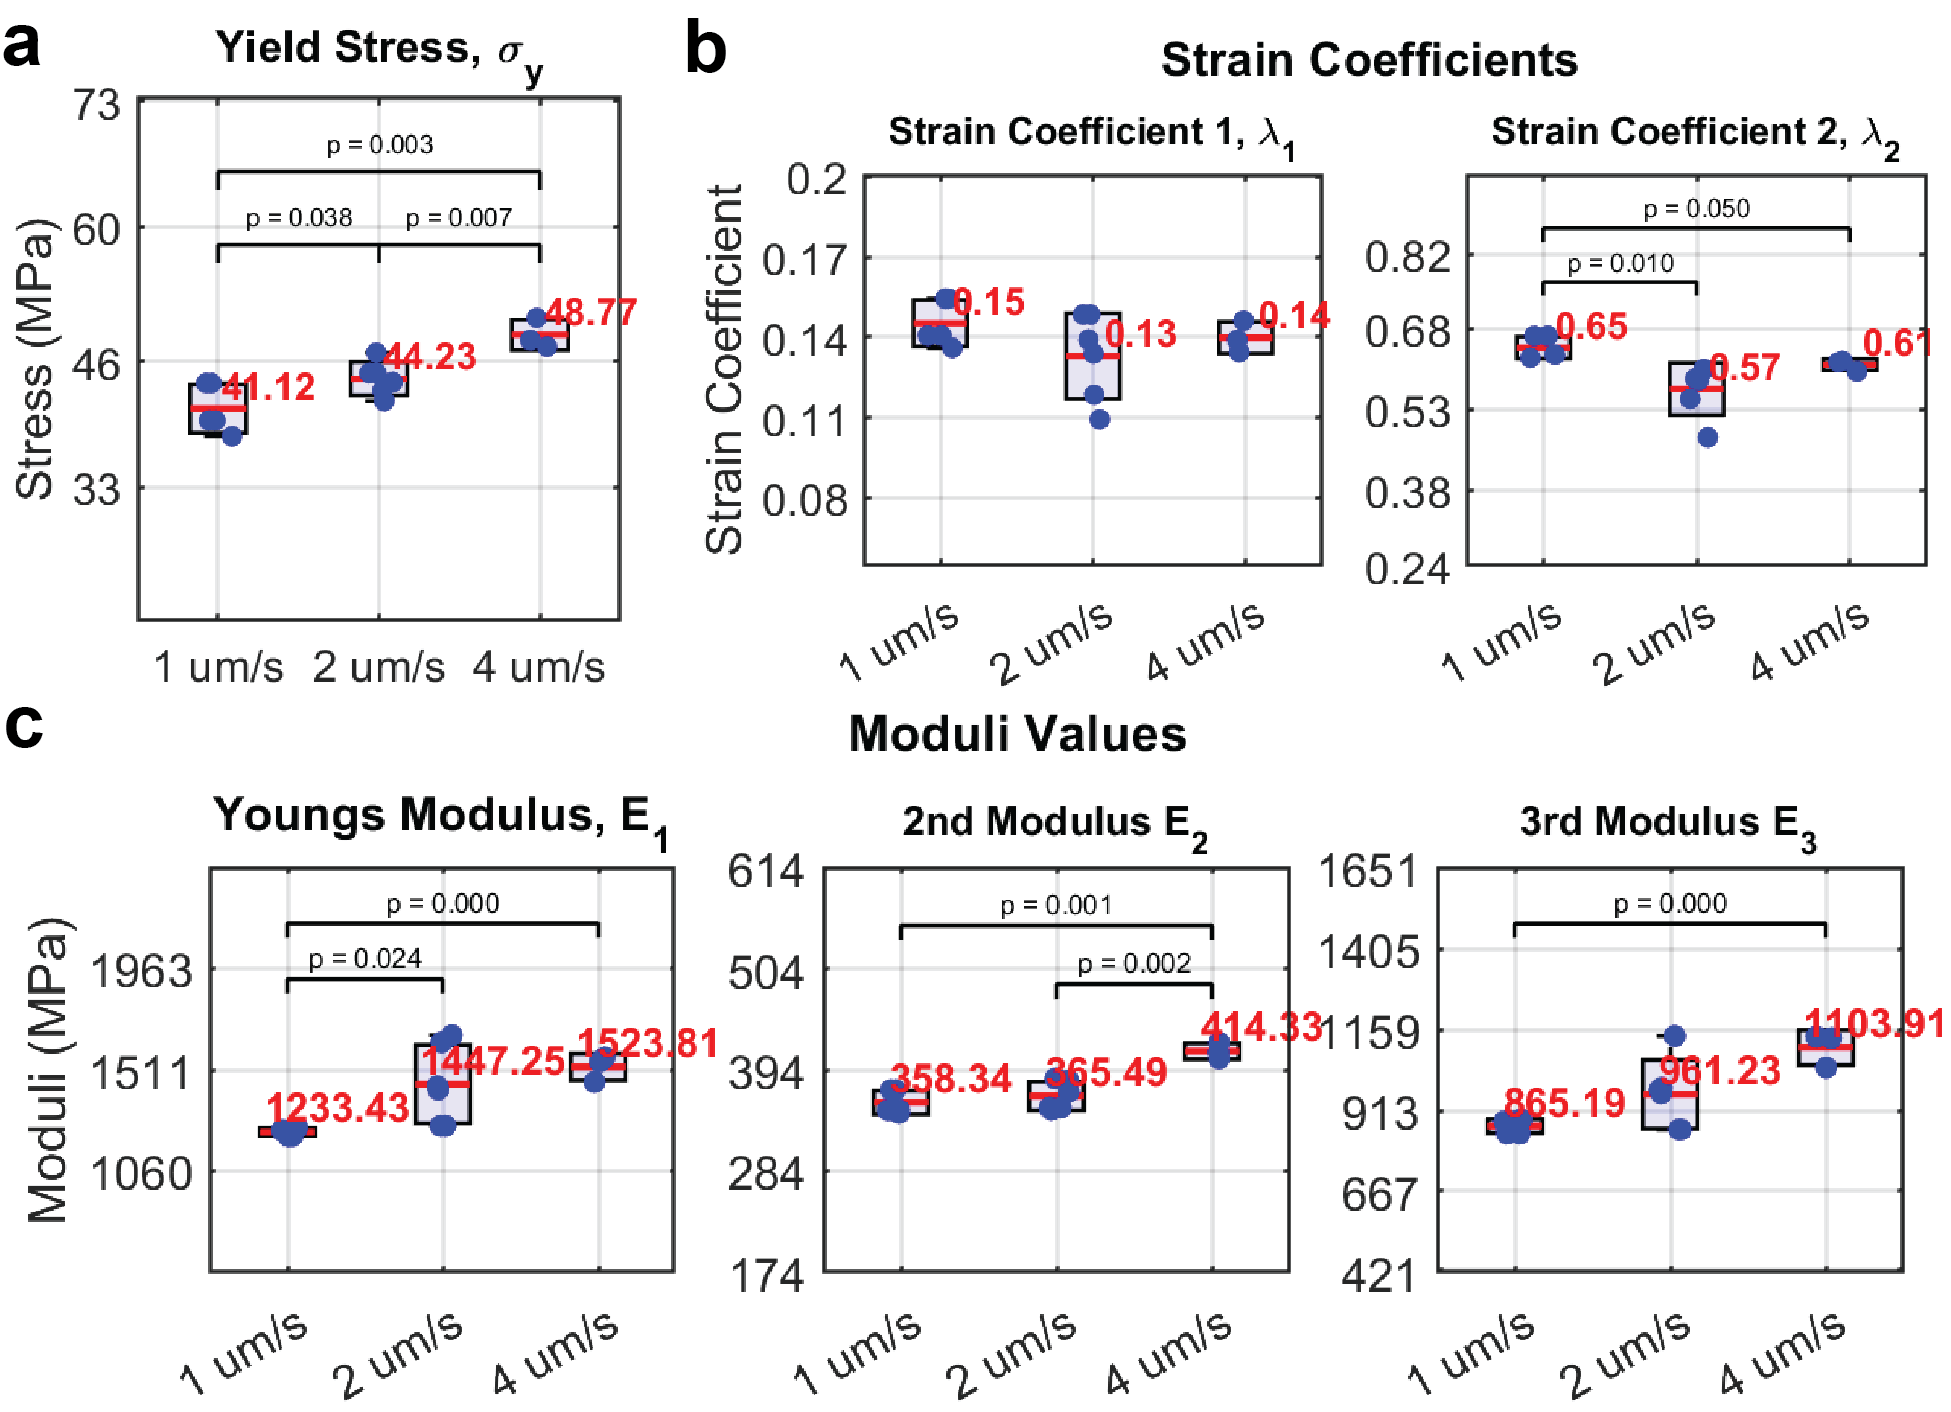 a
Yield Stress, σy
73
60
46
33
Stress (MPa)
p = 0.003
p = 0.038
p = 0.007
41.12
44.23
48.77
1 um/s
2 um/s
4 um/s
b
Strain Coefficients
Strain Coefficient 1, λ1
0.2
0.17
0.14
0.11
0.08
Strain Coefficient
0.15
0.13
0.14
1 um/s
2 um/s
4 um/s
Strain Coefficient 2, λ2
0.82
0.68
0.53
0.38
0.24
p = 0.050
p = 0.010
0.65
0.57
0.61
1 um/s
2 um/s
4 um/s
c
Moduli Values
Youngs Modulus, E1
1963
1511
1060
Moduli (MPa)
p = 0.000
p = 0.024
1233.43
1447.25
1523.81
1 um/s
2 um/s
4 um/s
2nd Modulus E2
614
504
394
284
174
p = 0.001
p = 0.002
358.34
365.49
414.33
1 um/s
2 um/s
4 um/s
3rd Modulus E3
1651
1405
1159
913
667
421
p = 0.000
865.19
961.23
1103.91
1 um/s
2 um/s
4 um/s